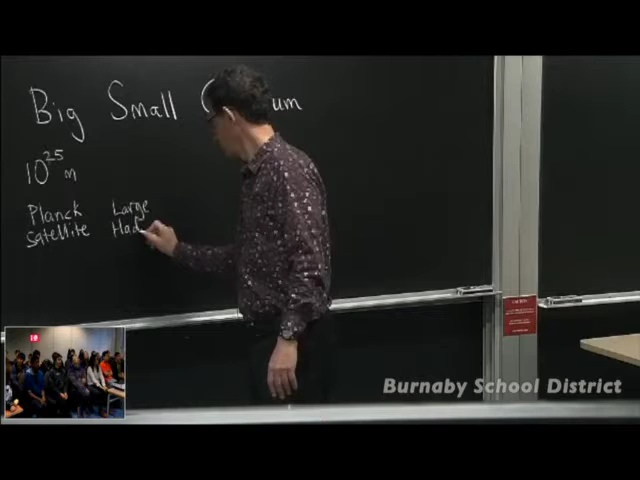 Big Small um
10²⁵ m
Planck Large
Satellite Had
Burnaby School District